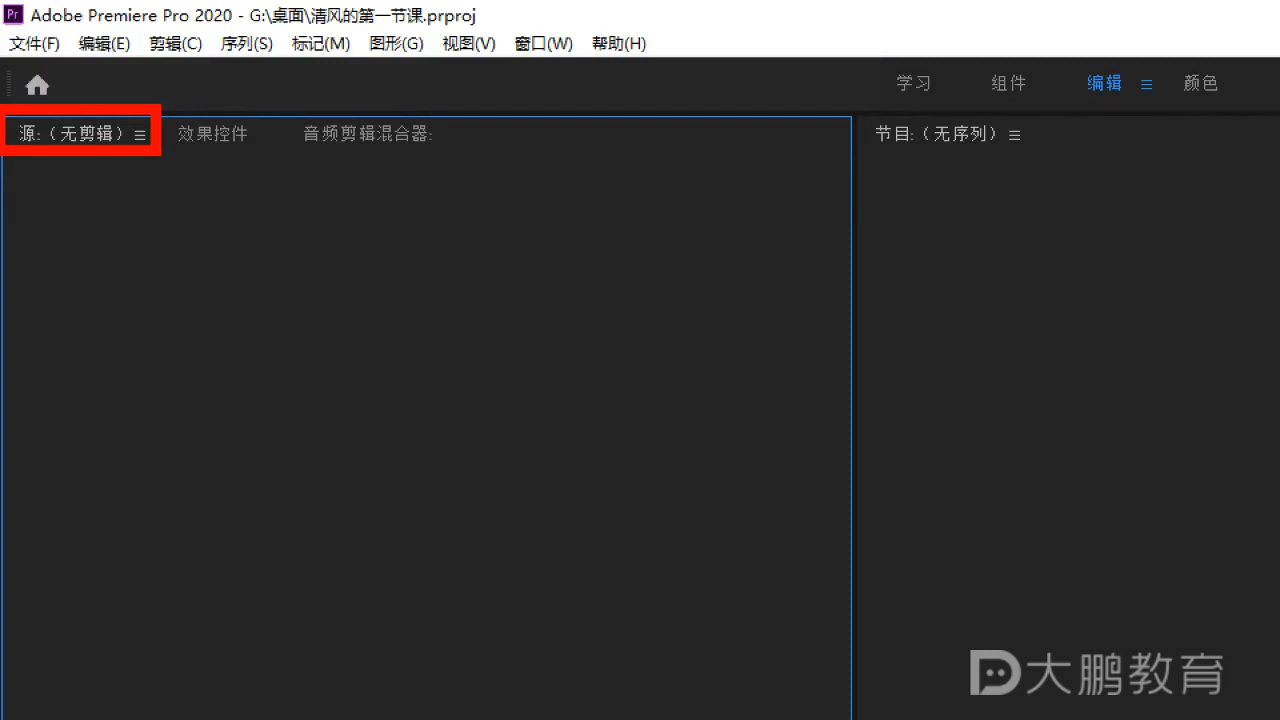 Pr Adobe Premiere Pro 2020 - G:\桌面\清风的第一节课.prproj
文件(F) 编辑(E) 剪辑(C) 序列(S) 标记(M) 图形(G) 视图(V) 窗口(W) 帮助(H)
学习 组件 编辑 颜色
源:（无剪辑） 效果控件 音频剪辑混合器: 节目:（无序列）
大鹏教育